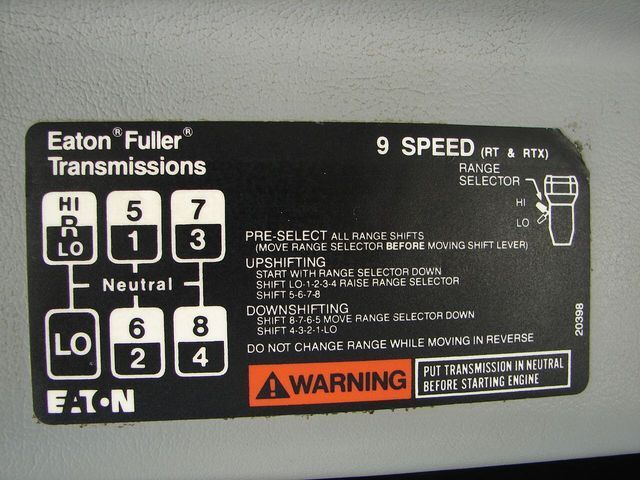 Eaton® Fuller®
Transmissions
9 SPEED (RT & RTX)
RANGE
SELECTOR
HI
LO
HI
R
LO
5
1
7
3
Neutral
LO
6
2
8
4
EAT•N
PRE-SELECT ALL RANGE SHIFTS
(MOVE RANGE SELECTOR BEFORE MOVING SHIFT LEVER)
UPSHIFTING
START WITH RANGE SELECTOR DOWN
SHIFT LO-1-2-3-4 RAISE RANGE SELECTOR
SHIFT 5-6-7-8
DOWNSHIFTING
SHIFT 8-7-6-5 MOVE RANGE SELECTOR DOWN
SHIFT 4-3-2-1-LO
DO NOT CHANGE RANGE WHILE MOVING IN REVERSE
WARNING
PUT TRANSMISSION IN NEUTRAL
BEFORE STARTING ENGINE
20398